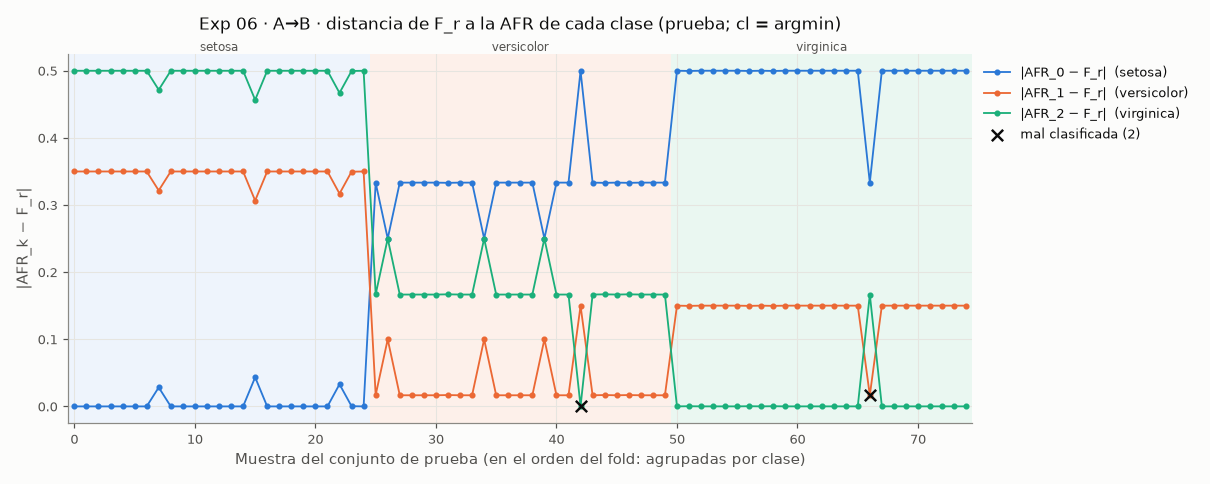 Exp 06 · A→B · distancia de F_r a la AFR de cada clase (prueba; cl = argmin)
setosa versicolor virginica
|AFR_0 − F_r| (setosa)
|AFR_1 − F_r| (versicolor)
|AFR_2 − F_r| (virginica)
mal clasificada (2)
|AFR_k − F_r|
0.5
0.4
0.3
0.2
0.1
0.0
0 10 20 30 40 50 60 70
Muestra del conjunto de prueba (en el orden del fold: agrupadas por clase)